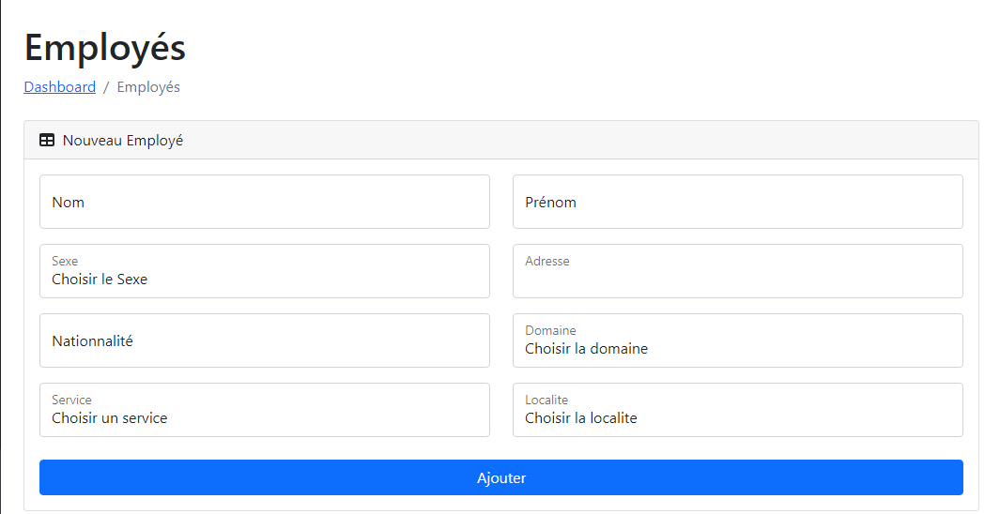 Employés
Dashboard / Employés
Nouveau Employé
Nom
Prénom
Sexe
Choisir le Sexe
Adresse
Nationnalité
Domaine
Choisir la domaine
Service
Choisir un service
Localite
Choisir la localite
Ajouter